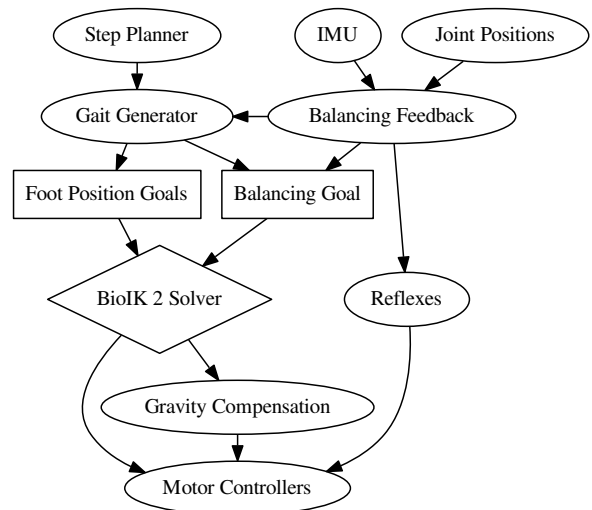 Step Planner
IMU
Joint Positions
Gait Generator
Balancing Feedback
Foot Position Goals
Balancing Goal
BioIK 2 Solver
Reflexes
Gravity Compensation
Motor Controllers